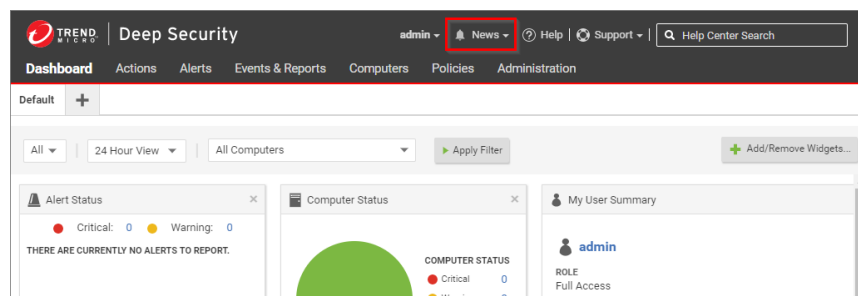 TREND MICRO Deep Security admin News Help Support Help Center Search
Dashboard Actions Alerts Events & Reports Computers Policies Administration
Default
All 24 Hour View All Computers Apply Filter Add/Remove Widgets...
Alert Status Computer Status My User Summary
Critical: 0 Warning: 0
THERE ARE CURRENTLY NO ALERTS TO REPORT.
admin
COMPUTER STATUS
ROLE
Critical 0
Full Access